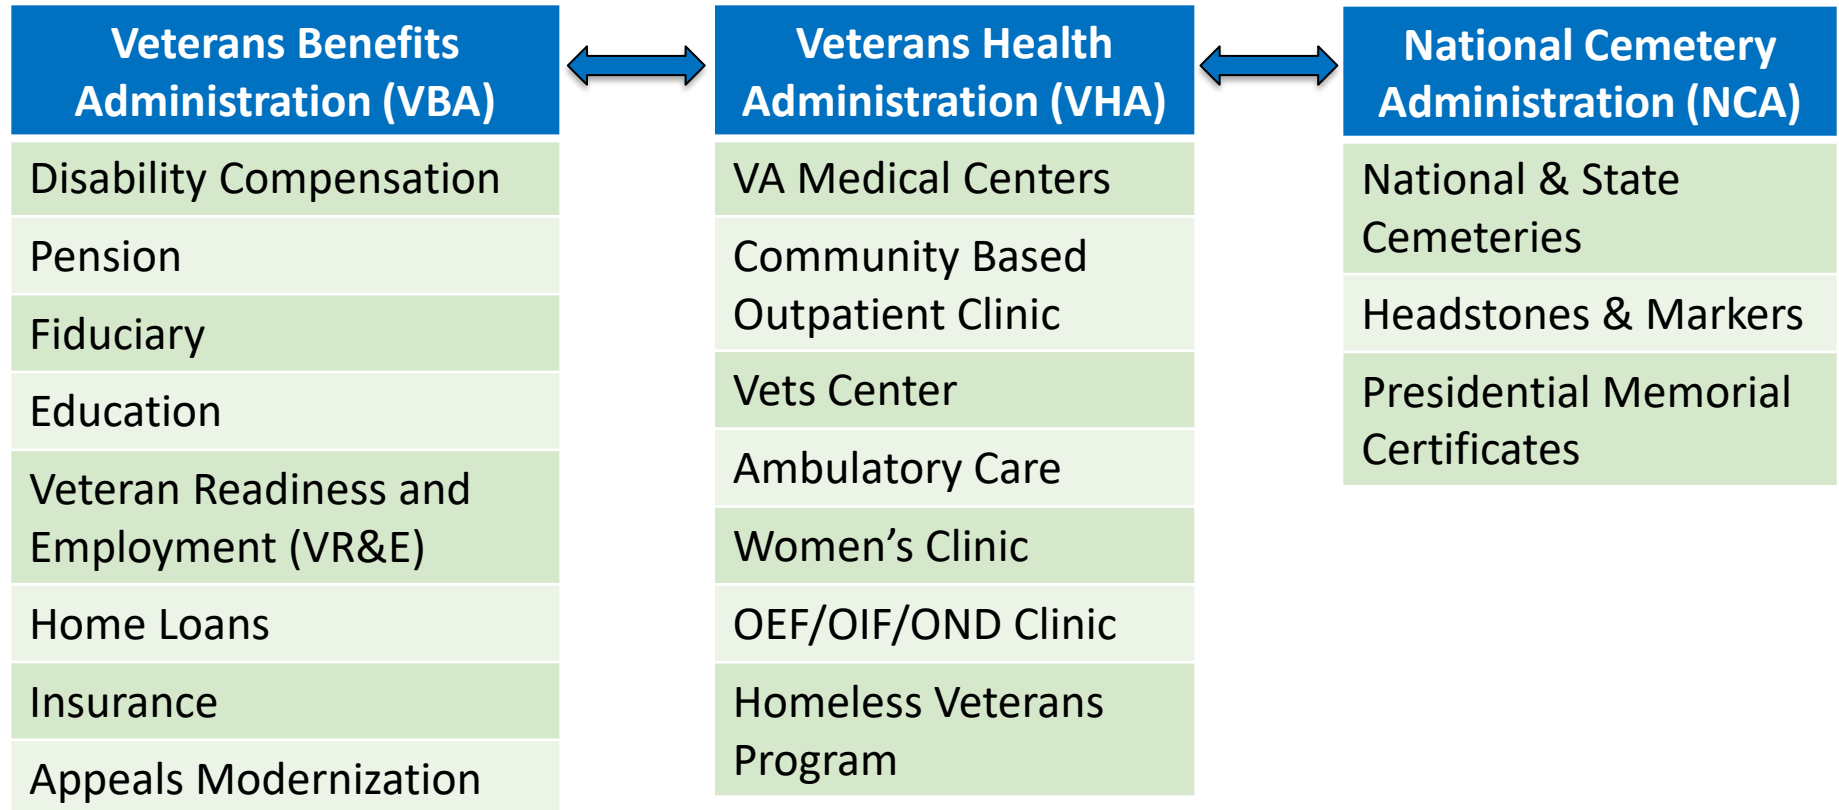 Veterans Benefits
Administration (VBA)
Disability Compensation
Pension
Fiduciary
Education
Veteran Readiness and
Employment (VR&E)
Home Loans
Insurance
Appeals Modernization
Veterans Health
Administration (VHA)
VA Medical Centers
Community Based
Outpatient Clinic
Vets Center
Ambulatory Care
Women’s Clinic
OEF/OIF/OND Clinic
Homeless Veterans
Program
National Cemetery
Administration (NCA)
National & State
Cemeteries
Headstones & Markers
Presidential Memorial
Certificates